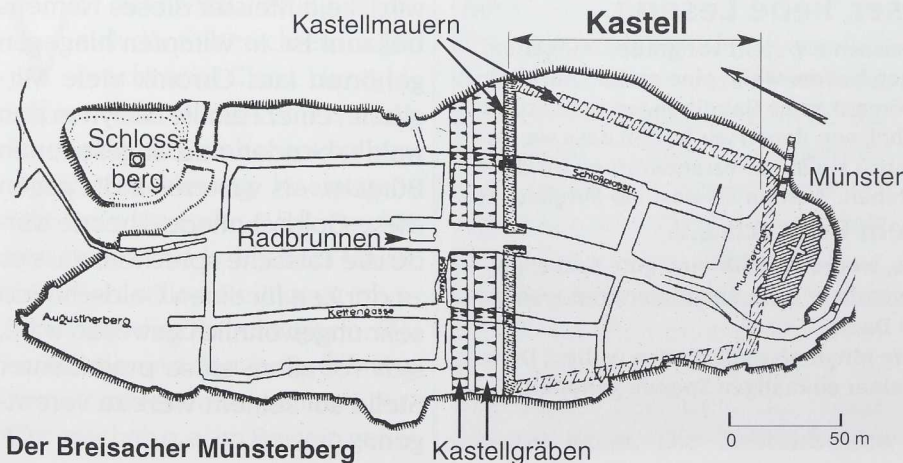 Kastellmauern
Kastell
Schloss
berg
Münster
Radbrunnen
Kettengasse
Augustinerberg
0 50 m
Der Breisacher Münsterberg
Kastellgräben